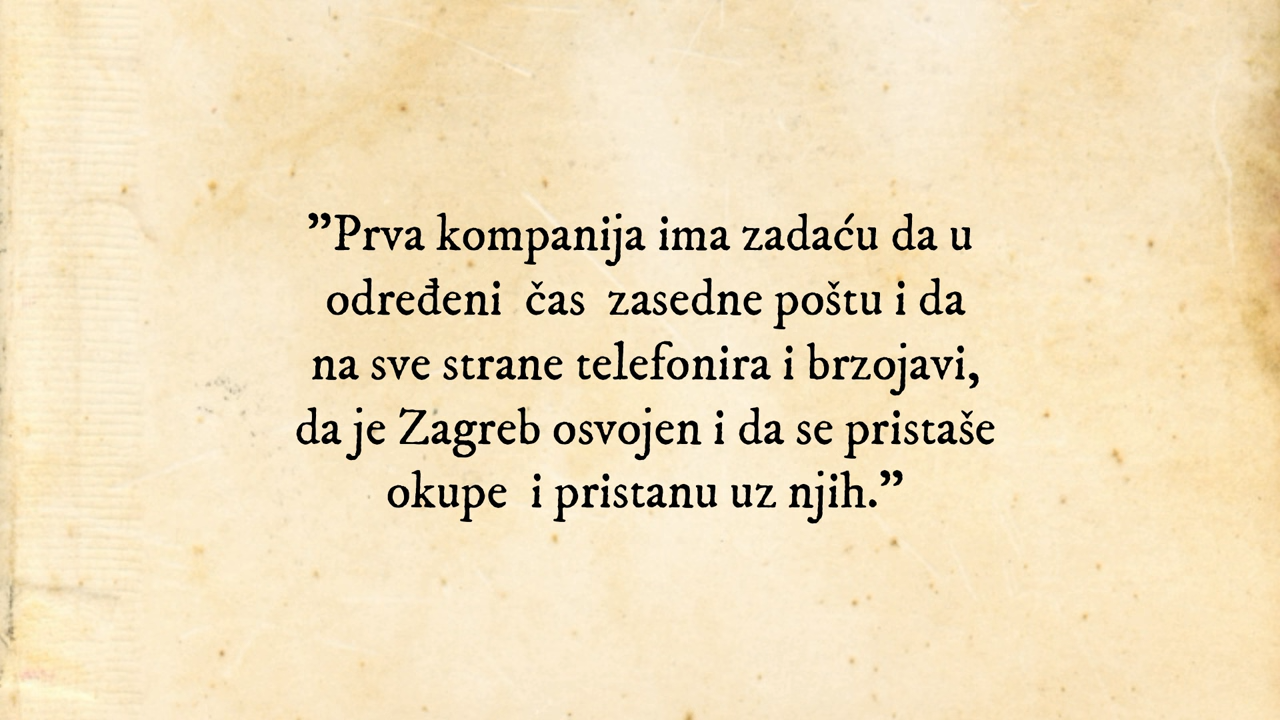 ”Prva kompanija ima zadaću da u
određeni čas zasedne poštu i da
na sve strane telefonira i brzojavi,
da je Zagreb osvojen i da se pristaše
okupe i pristanu uz njih.”